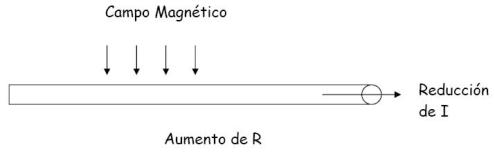 Campo Magnético
Reducción
de I
Aumento de R